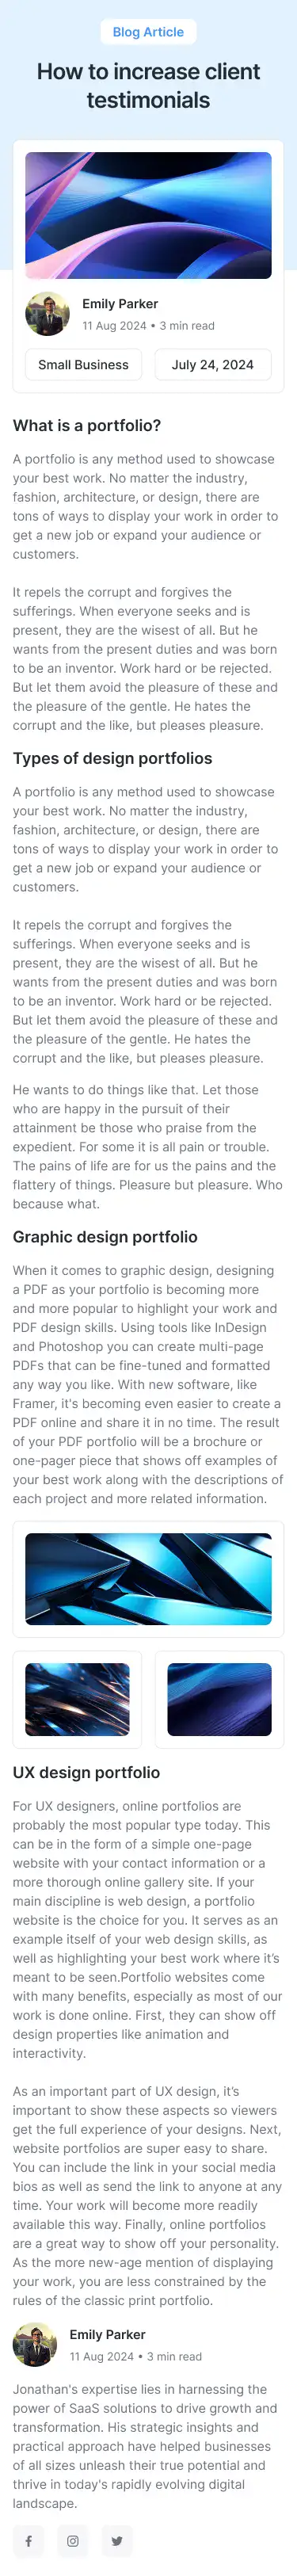 Blog Article
How to increase client
testimonials
Emily Parker
11 Aug 2024 • 3 min read
Small Business
July 24, 2024
What is a portfolio?
A portfolio is any method used to showcase
your best work. No matter the industry,
fashion, architecture, or design, there are
tons of ways to display your work in order to
get a new job or expand your audience or
customers.
It repels the corrupt and forgives the
sufferings. When everyone seeks and is
present, they are the wisest of all. But he
wants from the present duties and was born
to be an inventor. Work hard or be rejected.
But let them avoid the pleasure of these and
the pleasure of the gentle. He hates the
corrupt and the like, but pleases pleasure.
Types of design portfolios
A portfolio is any method used to showcase
your best work. No matter the industry,
fashion, architecture, or design, there are
tons of ways to display your work in order to
get a new job or expand your audience or
customers.
It repels the corrupt and forgives the
sufferings. When everyone seeks and is
present, they are the wisest of all. But he
wants from the present duties and was born
to be an inventor. Work hard or be rejected.
But let them avoid the pleasure of these and
the pleasure of the gentle. He hates the
corrupt and the like, but pleases pleasure.
He wants to do things like that. Let those
who are happy in the pursuit of their
attainment be those who praise from the
expedient. For some it is all pain or trouble.
The pains of life are for us the pains and the
flattery of things. Pleasure but pleasure. Who
because what.
Graphic design portfolio
When it comes to graphic design, designing
a PDF as your portfolio is becoming more
and more popular to highlight your work and
PDF design skills. Using tools like InDesign
and Photoshop you can create multi-page
PDFs that can be fine-tuned and formatted
any way you like. With new software, like
Framer, it's becoming even easier to create a
PDF online and share it in no time. The result
of your PDF portfolio will be a brochure or
one-pager piece that shows off examples of
your best work along with the descriptions of
each project and more related information.
UX design portfolio
For UX designers, online portfolios are
probably the most popular type today. This
can be in the form of a simple one-page
website with your contact information or a
more thorough online gallery site. If your
main discipline is web design, a portfolio
website is the choice for you. It serves as an
example itself of your web design skills, as
well as highlighting your best work where it's
meant to be seen.Portfolio websites come
with many benefits, especially as most of our
work is done online. First, they can show off
design properties like animation and
interactivity.
As an important part of UX design, it's
important to show these aspects so viewers
get the full experience of your designs. Next,
website portfolios are super easy to share.
You can include the link in your social media
bios as well as send the link to anyone at any
time. Your work will become more readily
available this way. Finally, online portfolios
are a great way to show off your personality.
As the more new-age mention of displaying
your work, you are less constrained by the
rules of the classic print portfolio.
Emily Parker
11 Aug 2024 • 3 min read
Jonathan's expertise lies in harnessing the
power of SaaS solutions to drive growth and
transformation. His strategic insights and
practical approach have helped businesses
of all sizes unleash their true potential and
thrive in today's rapidly evolving digital
landscape.